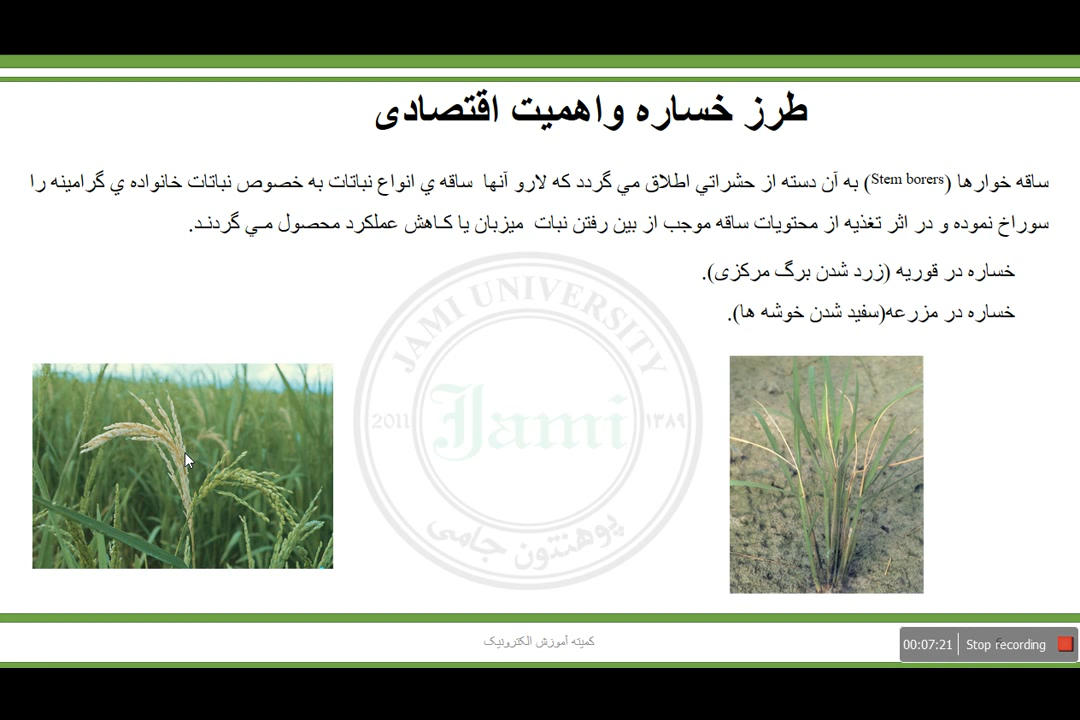 طرز خساره واهمیت اقتصادی
ساقه خوارها (Stem borers) به آن دسته از حشراتي اطلاق مي گردد که لارو آنها ساقه ي انواع نباتات به خصوص نباتات خانواده ي گرامينه را
سوراخ نموده و در اثر تغذيه از محتويات ساقه موجب از بين رفتن نبات ميزبان يا کـاهش عملکرد محصول مـي گردنـد.
خساره در قوریه (زرد شدن برگ مرکزی).
خساره در مزرعه(سفید شدن خوشه ها).
JAMI UNIVERSITY
2011
Jami
۱۳۸۹
پوهنتون جامی
کمیته آموزش الکترونیک
00:07:21 Stop recording